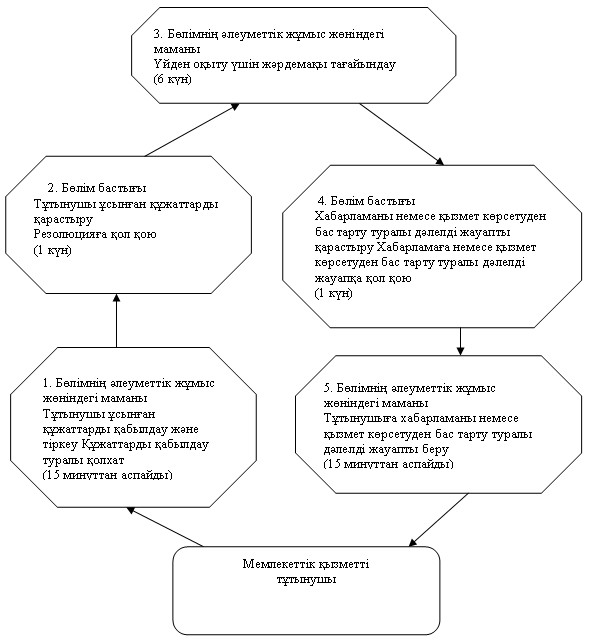 3. Бөлімнің әлеуметтік жұмыс жөніндегі
маманы
Үйден оқыту үшін жәрдемақы тағайындау
(6 күн)
2. Бөлім бастығы
Тұтынушы ұсынған құжаттарды
қарастыру
Резолюцияға қол қою
(1 күн)
4. Бөлім бастығы
Хабарламаны немесе қызмет көрсетуден
бас тарту туралы дәлелді жауапты
қарастыру Хабарламаға немесе қызмет
көрсетуден бас тарту туралы дәлелді
жауапқа қол қою
(1 күн)
1. Бөлімнің әлеуметтік жұмыс
жөніндегі маманы
Тұтынушы ұсынған
құжаттарды қабылдау және
тіркеу Құжаттарды қабылдау
туралы қолхат
(15 минуттан аспайды)
5. Бөлімнің әлеуметтік жұмыс
жөніндегі маманы
Тұтынушыға хабарламаны немесе
қызмет көрсетуден бас тарту туралы
дәлелді жауапты беру
(15 минуттан аспайды)
Мемлекеттік қызметті
тұтынушы